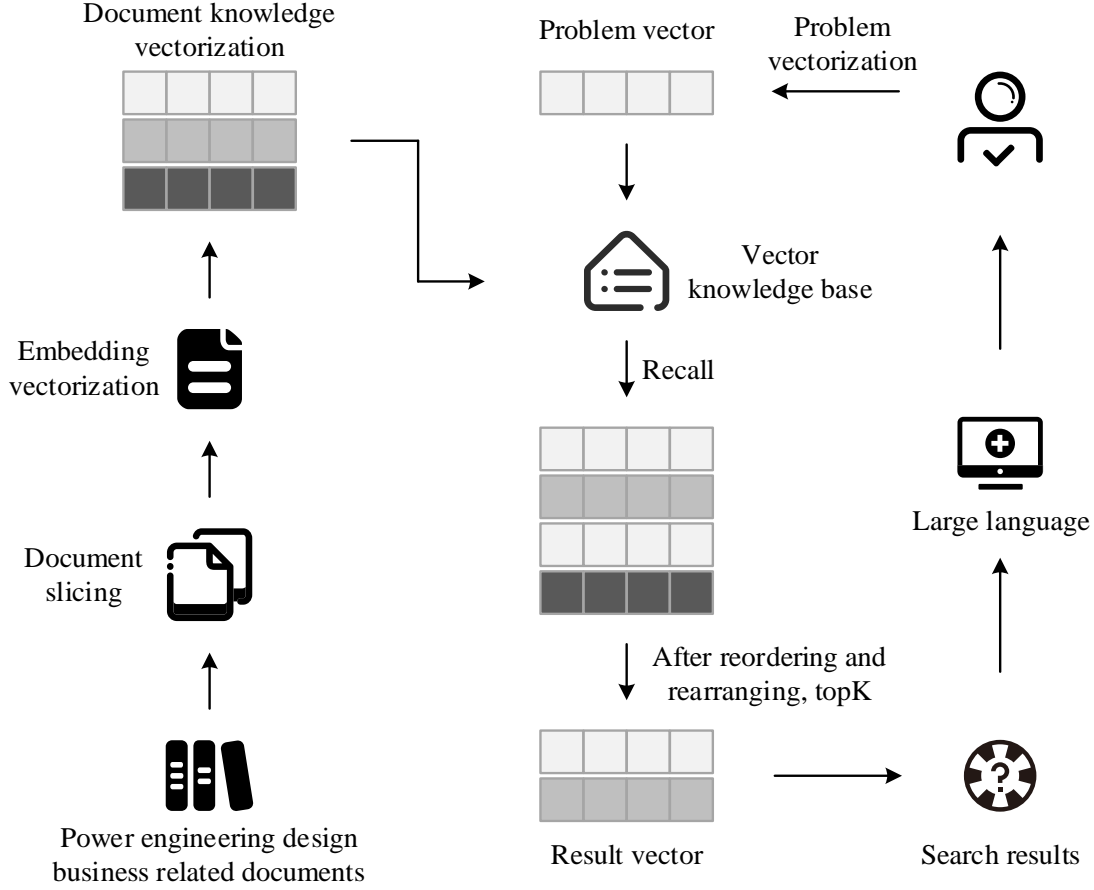 Document knowledge
vectorization
Problem vector
Problem
vectorization
Vector
knowledge base
Embedding
vectorization
Recall
Large language
Document
slicing
After reordering and
rearranging, topK
Power engineering design
business related documents
Result vector
?
Search results